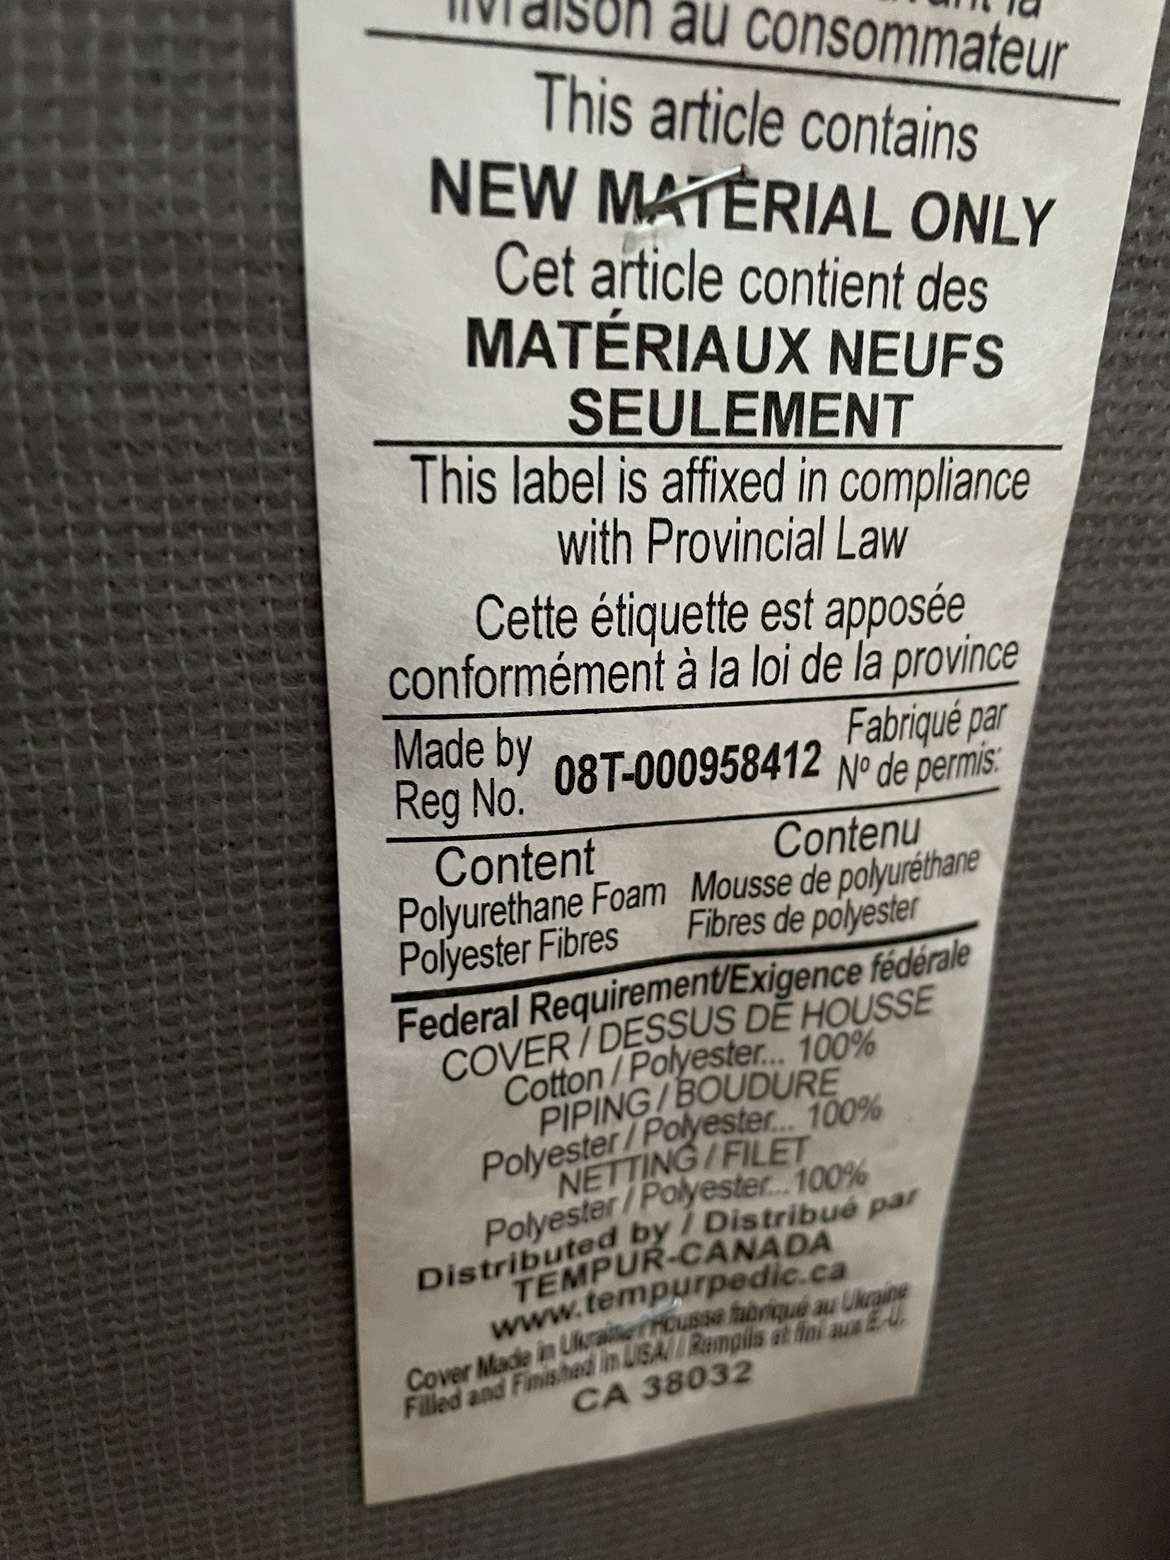 livraison au consommateur
This article contains
NEW MATERIAL ONLY
Cet article contient des
MATÉRIAUX NEUFS
SEULEMENT
This label is affixed in compliance
with Provincial Law
Cette étiquette est apposée
conformément à la loi de la province
Made by Reg No. 08T-000958412 Fabriqué par Nº de permis:
Content Contenu
Polyurethane Foam Mousse de polyuréthane
Polyester Fibres Fibres de polyester
Federal Requirement/Exigence fédérale
COVER / DESSUS DE HOUSSE
Cotton / Polyester... 100%
PIPING / BOUDURE
Polyester / Polyester... 100%
NETTING / FILET
Polyester / Polyester... 100%
Distributed by / Distribué par
TEMPUR-CANADA
www.tempurpedic.ca
Cover Made in Ukraine / Housse fabriqué au Ukraine
Filled and Finished in USA / Remplis et fini aux É.-U.
CA 38032